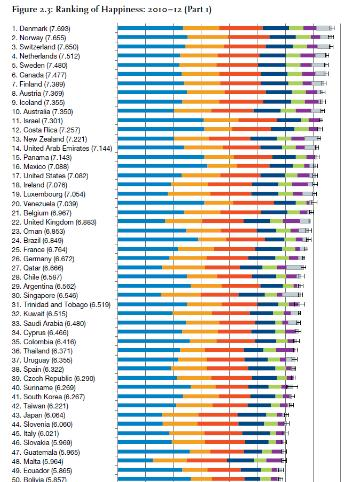 Figure 2.3: Ranking of Happiness: 2010–12 (Part 1)
1. Denmark (7.693)
2. Norway (7.655)
3. Switzerland (7.650)
4. Netherlands (7.512)
5. Sweden (7.480)
6. Canada (7.477)
7. Finland (7.389)
8. Austria (7.369)
9. Iceland (7.355)
10. Australia (7.350)
11. Israel (7.301)
12. Costa Rica (7.257)
13. New Zealand (7.221)
14. United Arab Emirates (7.144)
15. Panama (7.143)
16. Mexico (7.088)
17. United States (7.082)
18. Ireland (7.076)
19. Luxembourg (7.054)
20. Venezuela (7.039)
21. Belgium (6.967)
22. United Kingdom (6.883)
23. Oman (6.853)
24. Brazil (6.849)
25. France (6.764)
26. Germany (6.672)
27. Qatar (6.666)
28. Chile (6.587)
29. Argentina (6.562)
30. Singapore (6.546)
31. Trinidad and Tobago (6.519)
32. Kuwait (6.515)
33. Saudi Arabia (6.480)
34. Cyprus (6.466)
35. Colombia (6.416)
36. Thailand (6.371)
37. Uruguay (6.355)
38. Spain (6.322)
39. Czech Republic (6.290)
40. Suriname (6.269)
41. South Korea (6.267)
42. Taiwan (6.221)
43. Japan (6.064)
44. Slovenia (6.060)
45. Italy (6.021)
46. Slovakia (5.969)
47. Guatemala (5.965)
48. Malta (5.964)
49. Ecuador (5.865)
50. Bolivia (5.857)